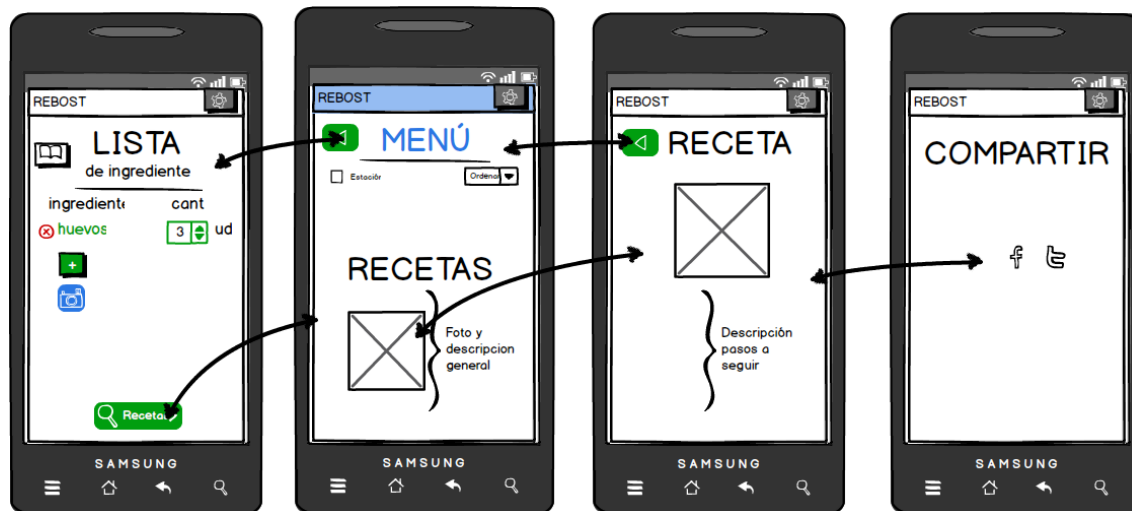 REBOST
LISTA
de ingrediente
ingrediente cant
huevos 3 ud
+
Recetas
SAMSUNG
REBOST
MENÚ
Estación Ordenar
RECETAS
Foto y
descripcion
general
SAMSUNG
REBOST
RECETA
Descripción
pasos a
seguir
SAMSUNG
REBOST
COMPARTIR
f t
SAMSUNG